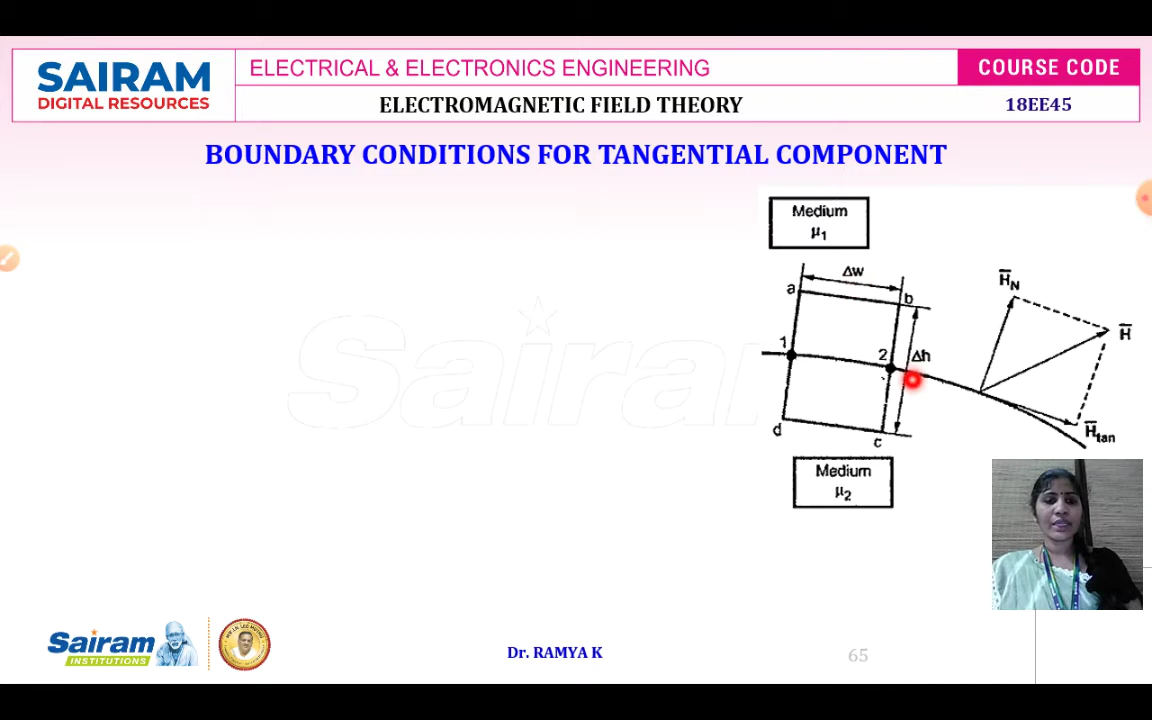 SAIRAM
DIGITAL RESOURCES
ELECTRICAL & ELECTRONICS ENGINEERING
COURSE CODE
ELECTROMAGNETIC FIELD THEORY
18EE45
BOUNDARY CONDITIONS FOR TANGENTIAL COMPONENT
Medium
μ1
Δw
a
b
H̅N
H̅
1
2
Δh
d
c
H̅tan
Medium
μ2
Sairam
Sairam
INSTITUTIONS
Dr. RAMYA K
65